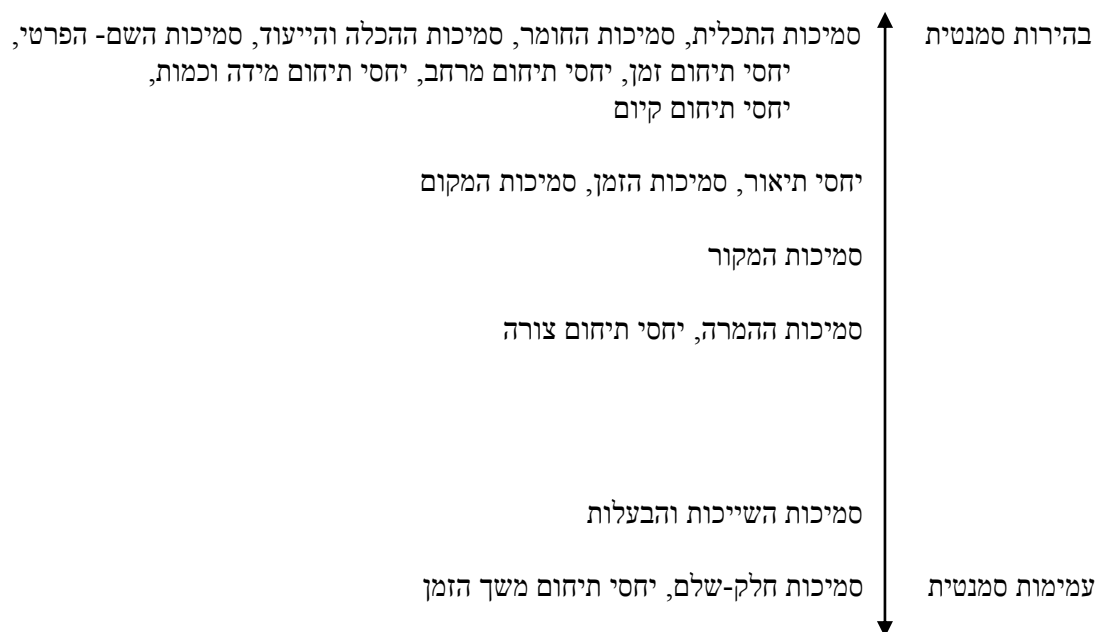 בהירות סמנטית סמיכות התכלית, סמיכות החומר, סמיכות ההכלה והייעוד, סמיכות השם- הפרטי,
יחסי תיחום זמן, יחסי תיחום מרחב, יחסי תיחום מידה וכמות,
יחסי תיחום קיום
יחסי תיאור, סמיכות הזמן, סמיכות המקום
סמיכות המקור
סמיכות ההמרה, יחסי תיחום צורה
סמיכות השייכות והבעלות
עמימות סמנטית סמיכות חלק-שלם, יחסי תיחום משך הזמן